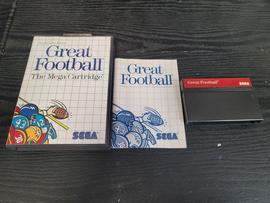 Great
Football
The Mega Cartridge
SEGA
Great
Football
SEGA
Great Football
SEGA